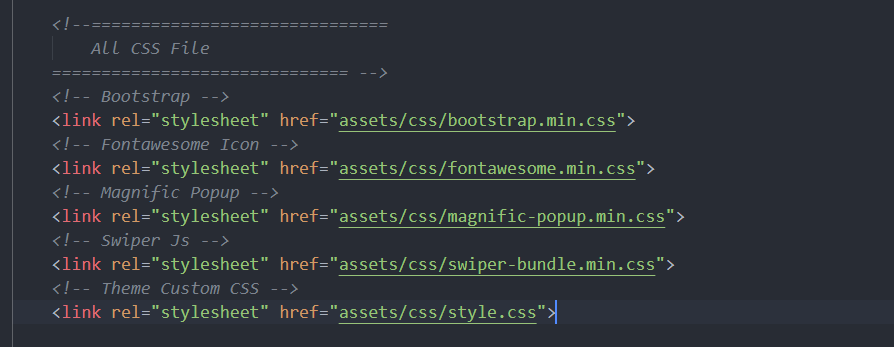 <!--==============================
    All CSS File
============================== -->
<!-- Bootstrap -->
<link rel="stylesheet" href="assets/css/bootstrap.min.css">
<!-- Fontawesome Icon -->
<link rel="stylesheet" href="assets/css/fontawesome.min.css">
<!-- Magnific Popup -->
<link rel="stylesheet" href="assets/css/magnific-popup.min.css">
<!-- Swiper Js -->
<link rel="stylesheet" href="assets/css/swiper-bundle.min.css">
<!-- Theme Custom CSS -->
<link rel="stylesheet" href="assets/css/style.css">